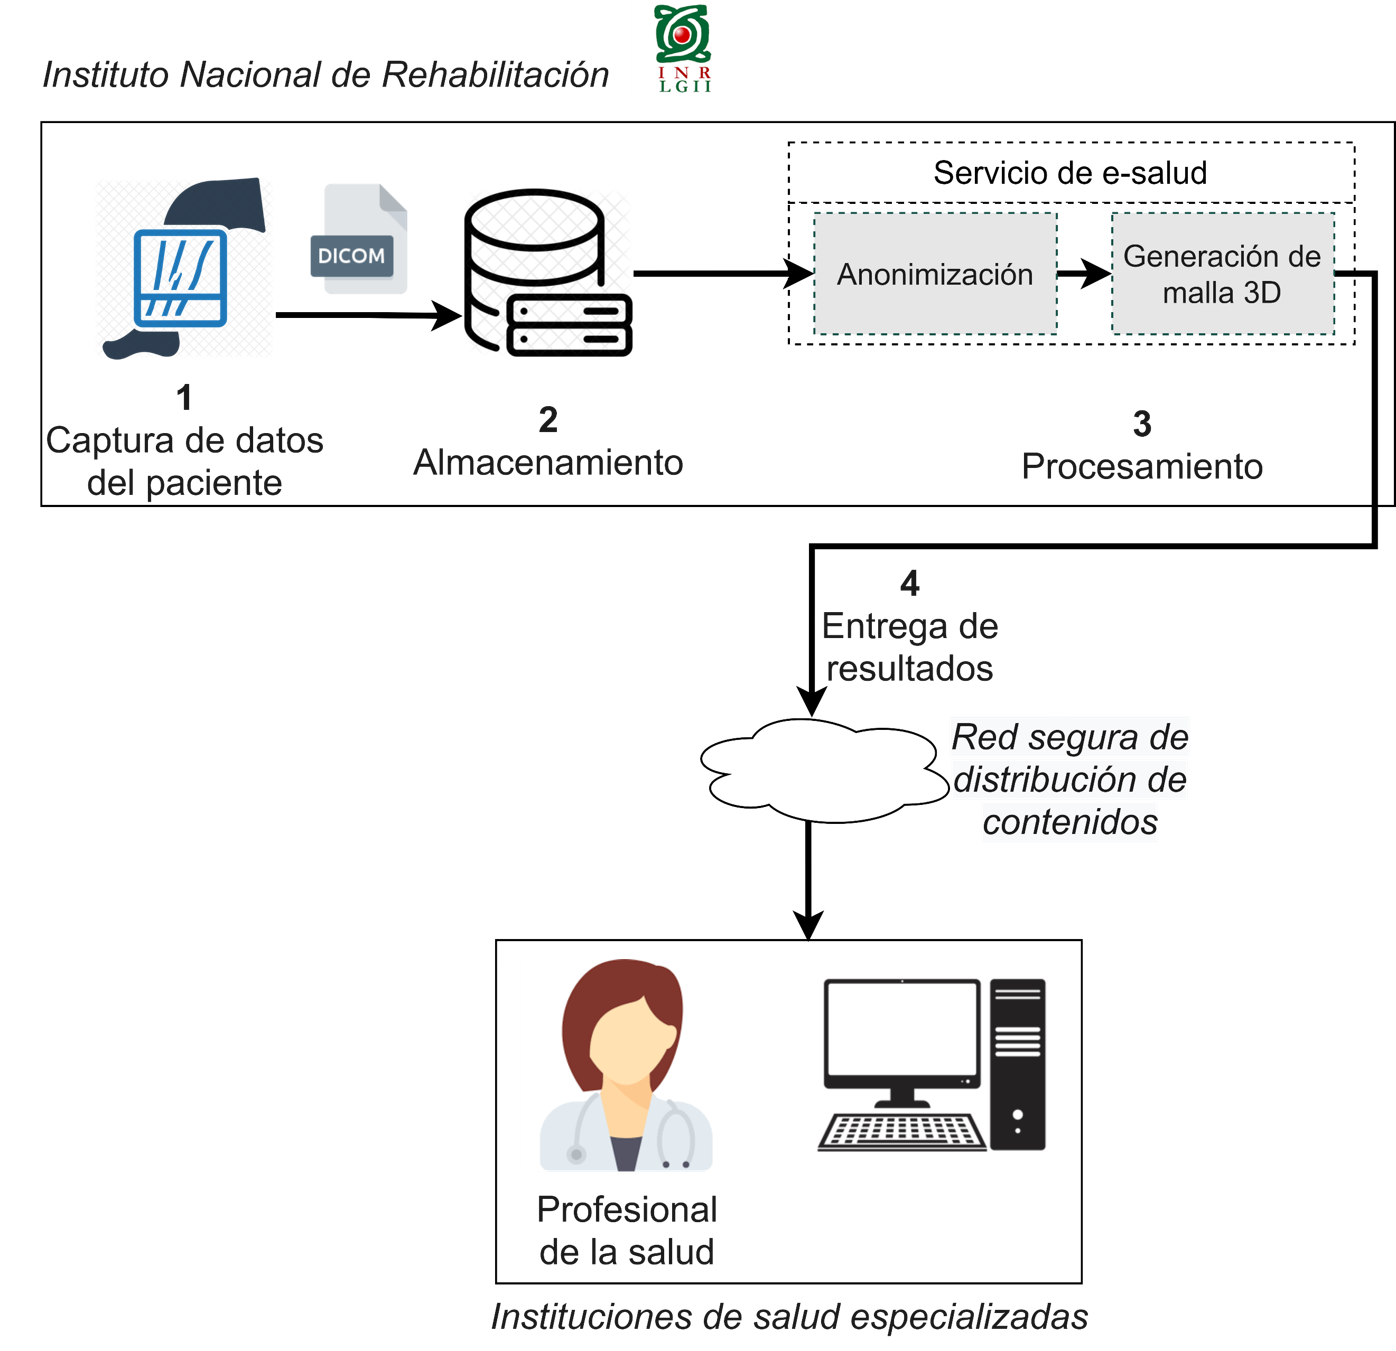 Instituto Nacional de Rehabilitación
I N R
LGII
Servicio de e-salud
DICOM
Anonimización
Generación de
malla 3D
1
Captura de datos
del paciente
2
Almacenamiento
3
Procesamiento
4
Entrega de
resultados
Red segura de
distribución de
contenidos
Profesional
de la salud
Instituciones de salud especializadas